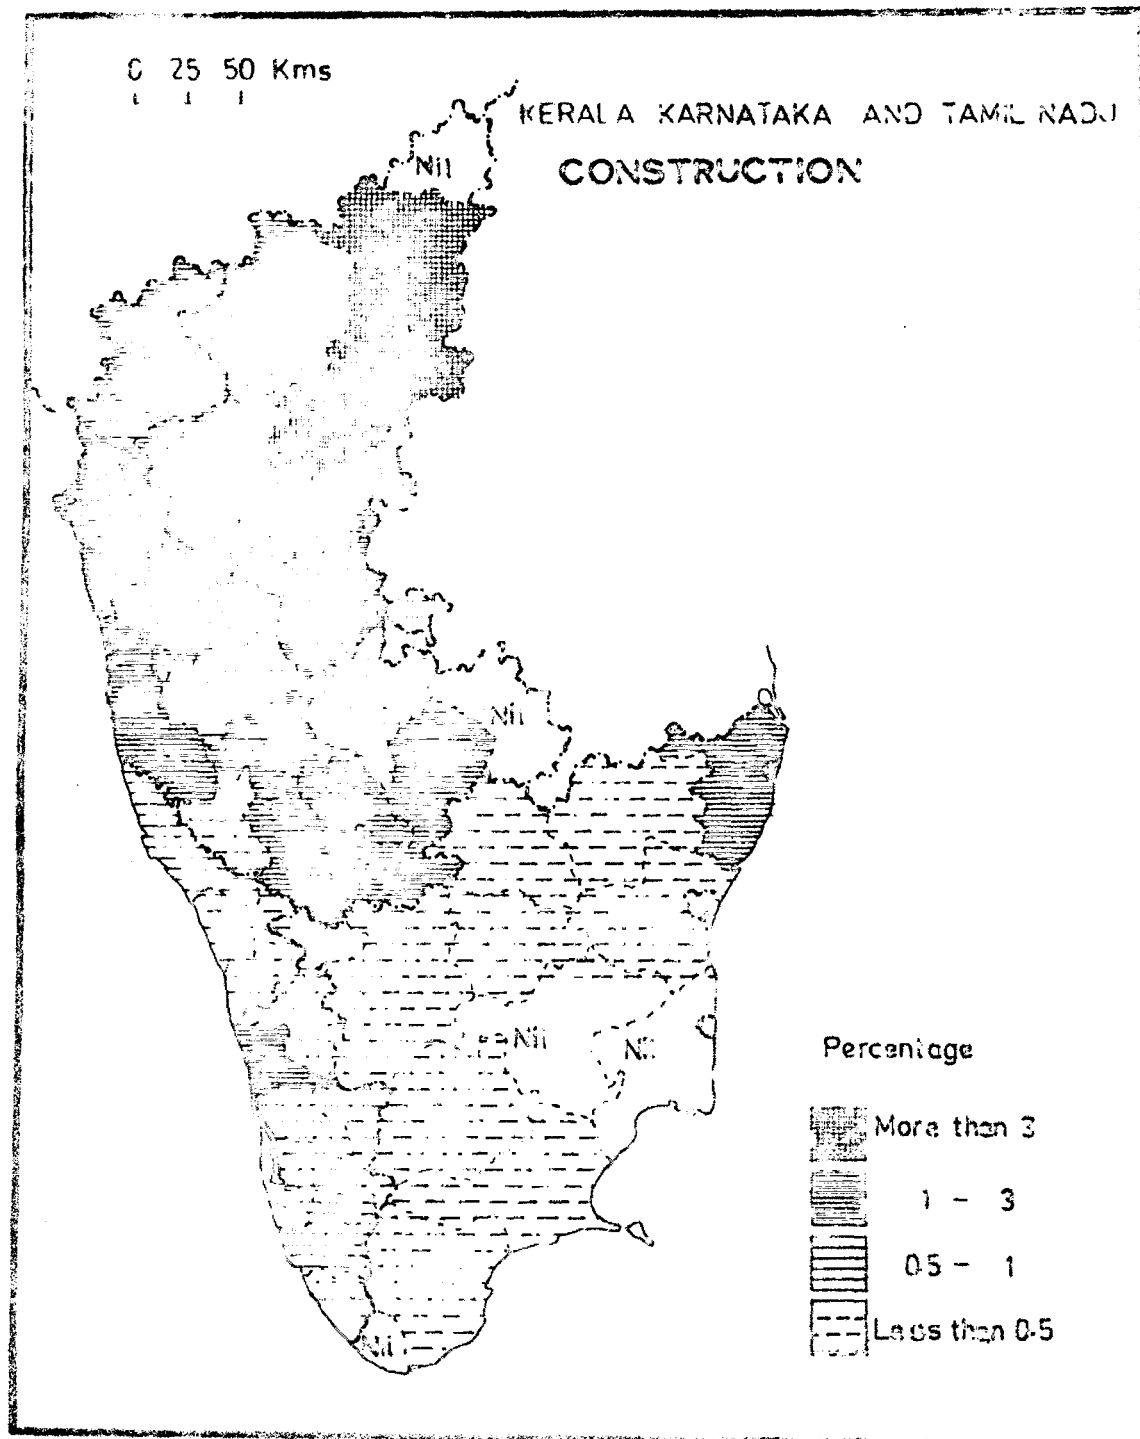 0 25 50 Kms
KERALA KARNATAKA AND TAMIL NADU
CONSTRUCTION
Nil
Nil
Nil
Nil
Nil
Percentage
More than 3
1 - 3
0.5 - 1
Less than 0.5